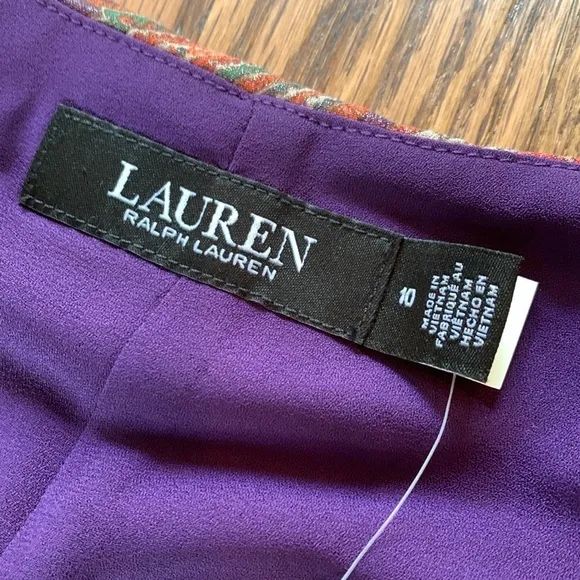 LAUREN
RALPH LAUREN
10
MADE IN
VIETNAM
FABRIQUÉ AU
VIETNAM
HECHO EN
VIETNAM